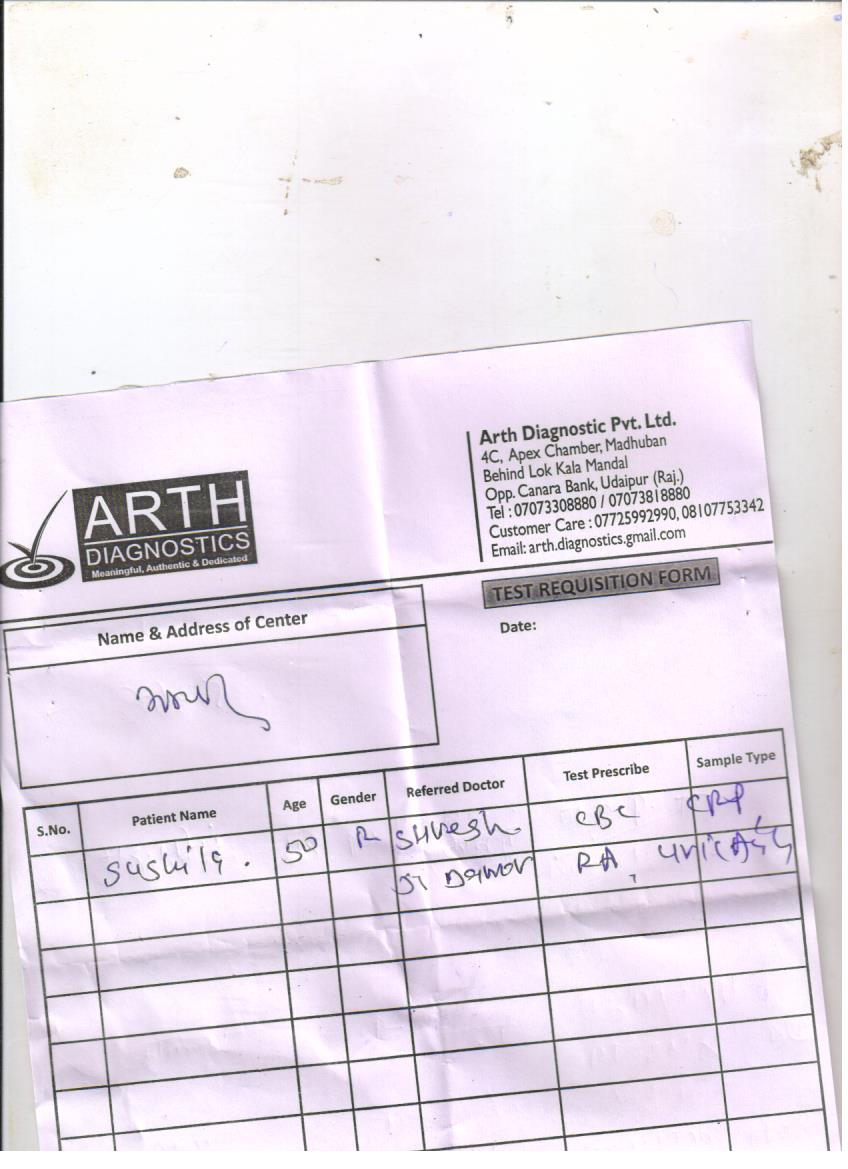 ARTH
DIAGNOSTICS
Meaningful, Authentic & Dedicated
Arth Diagnostic Pvt. Ltd.
4C, Apex Chamber, Madhuban
Behind Lok Kala Mandal
Opp. Canara Bank, Udaipur (Raj.)
Tel : 07073308880 / 07073818880
Customer Care : 07725992990, 08107753342
Email: arth.diagnostics.gmail.com
TEST REQUISITION FORM
Name & Address of Center
Date:
S.No. Patient Name Age Gender Referred Doctor Test Prescribe Sample Type
Sushila. 50 Suresh CBC CRP,
RA,